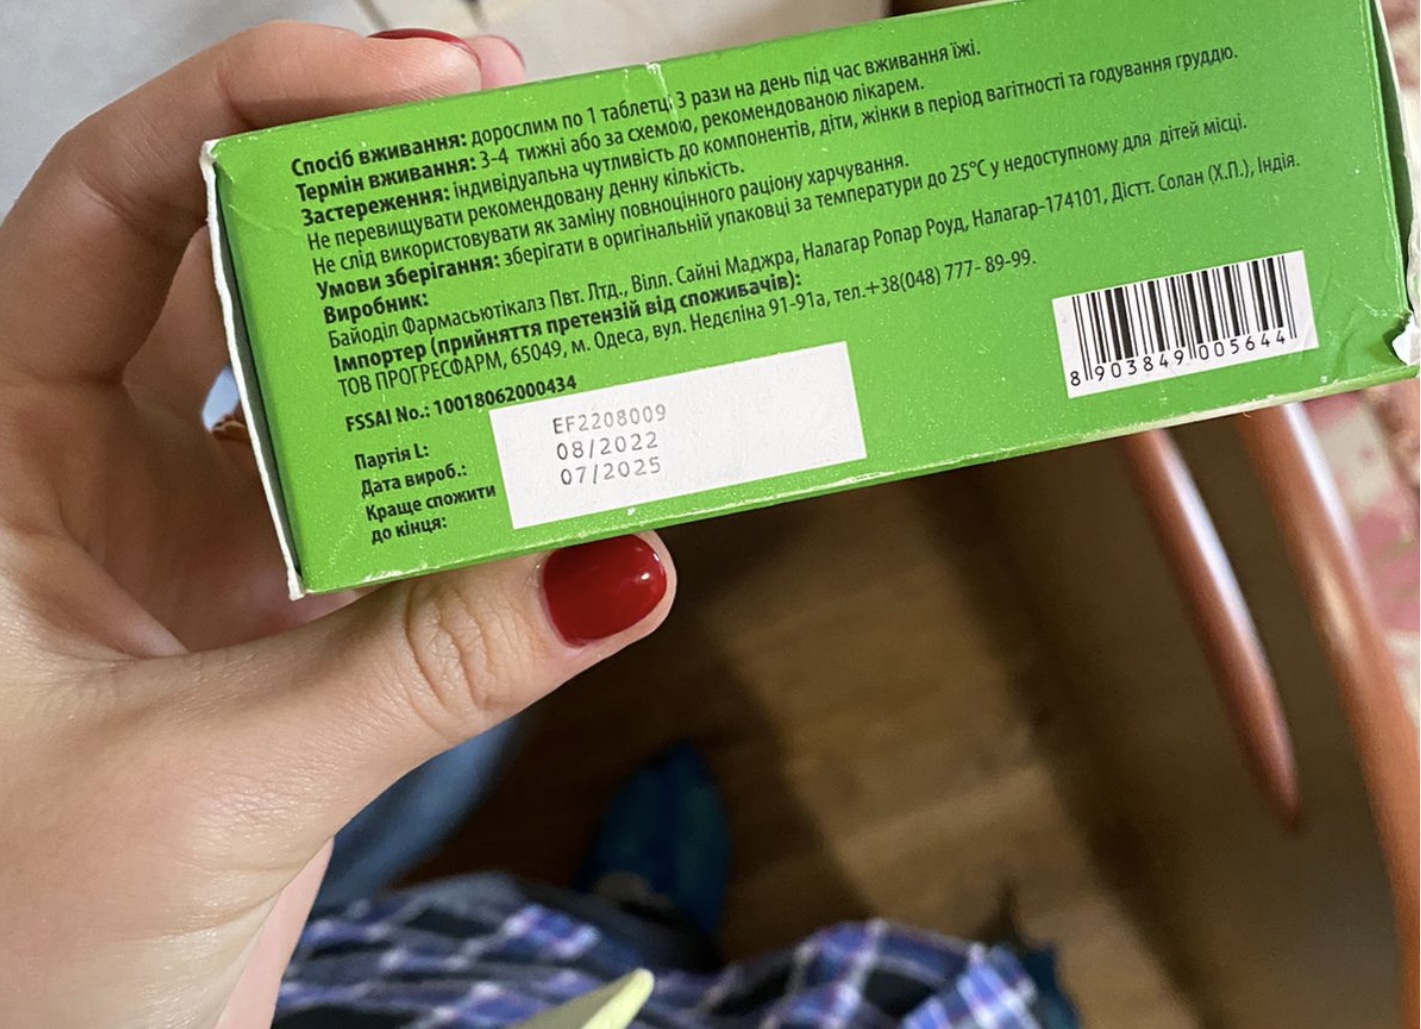 Спосіб вживання: дорослим по 1 таблетці 3 рази на день під час вживання їжі.
Термін вживання: 3-4 тижні або за схемою, рекомендованою лікарем.
Застереження: індивідуальна чутливість до компонентів, діти, жінки в період вагітності та годування груддю.
Не перевищувати рекомендовану денну кількість.
Не слід використовувати як заміну повноцінного раціону харчування.
Умови зберігання: зберігати в оригінальній упаковці за температури до 25°С у недоступному для дітей місці.
Виробник:
Байоділ Фармасьютікалз Пвт. Лтд., Вілл. Сайні Маджра, Налагар Ропар Роуд, Налагар-174101, Дістт. Солан (Х.П.), Індія.
Імпортер (прийняття претензій від споживачів):
ТОВ ПРОГРЕСФАРМ, 65049, м. Одеса, вул. Недєліна 91-91а, тел.+38(048) 777- 89-99.
FSSAI No.: 10018062000434
Партія L: EF2208009
Дата вироб.: 08/2022
Краще спожити 07/2025
до кінця:
8 903849 005644